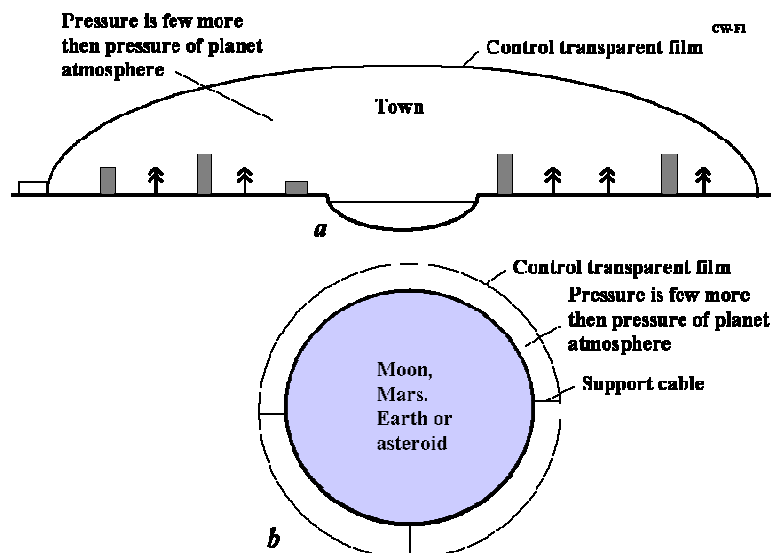 Pressure is few more
then pressure of planet
atmosphere
Control transparent film
CW-F1
Town
a
Control transparent film
Pressure is few more
then pressure of planet
atmosphere
Moon,
Mars.
Earth or
asteroid
Support cable
b